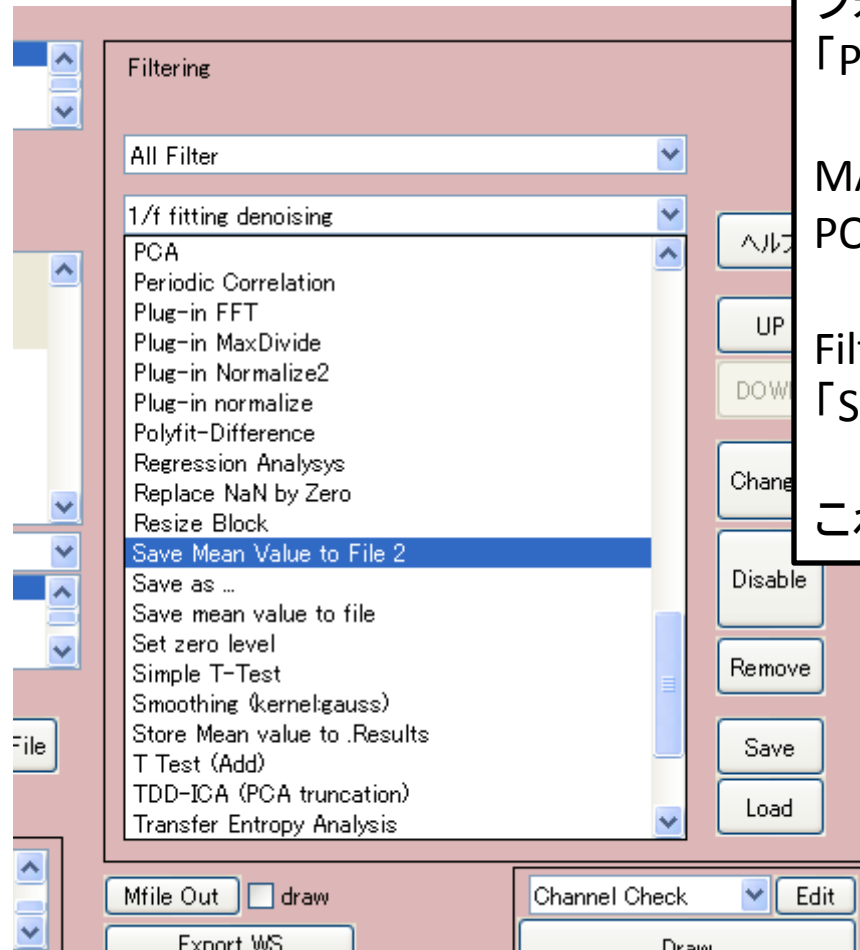 Filtering
All Filter
1/f fitting denoising
PCA
Periodic Correlation
Plug-in FFT
Plug-in MaxDivide
Plug-in Normalize2
Plug-in normalize
Polyfit-Difference
Regression Analysys
Replace NaN by Zero
Resize Block
Save Mean Value to File 2
Save as ...
Save mean value to file
Set zero level
Simple T-Test
Smoothing (kernel:gauss)
Store Mean value to .Results
T Test (Add)
TDD-ICA (PCA truncation)
Transfer Entropy Analysis
UP
Disable
Remove
Save
Load
File
Mfile Out
draw
Export WS
Channel Check
Edit
Draw